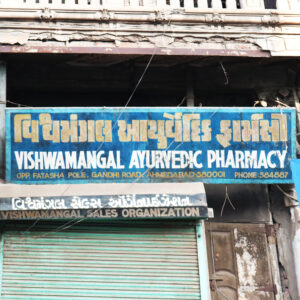 વિશ્વમંગલ આયુર્વેદિક ફાર્મસી
VISHWAMANGAL AYURVEDIC PHARMACY
OPP. FATASHA POLE, GANDHI ROAD, AHMEDABAD-380001 PHONE: 384887
વિશ્વમંગલ સેલ્સ ઓર્ગેનાઈઝેશન
VISHWAMANGAL SALES ORGANIZATION